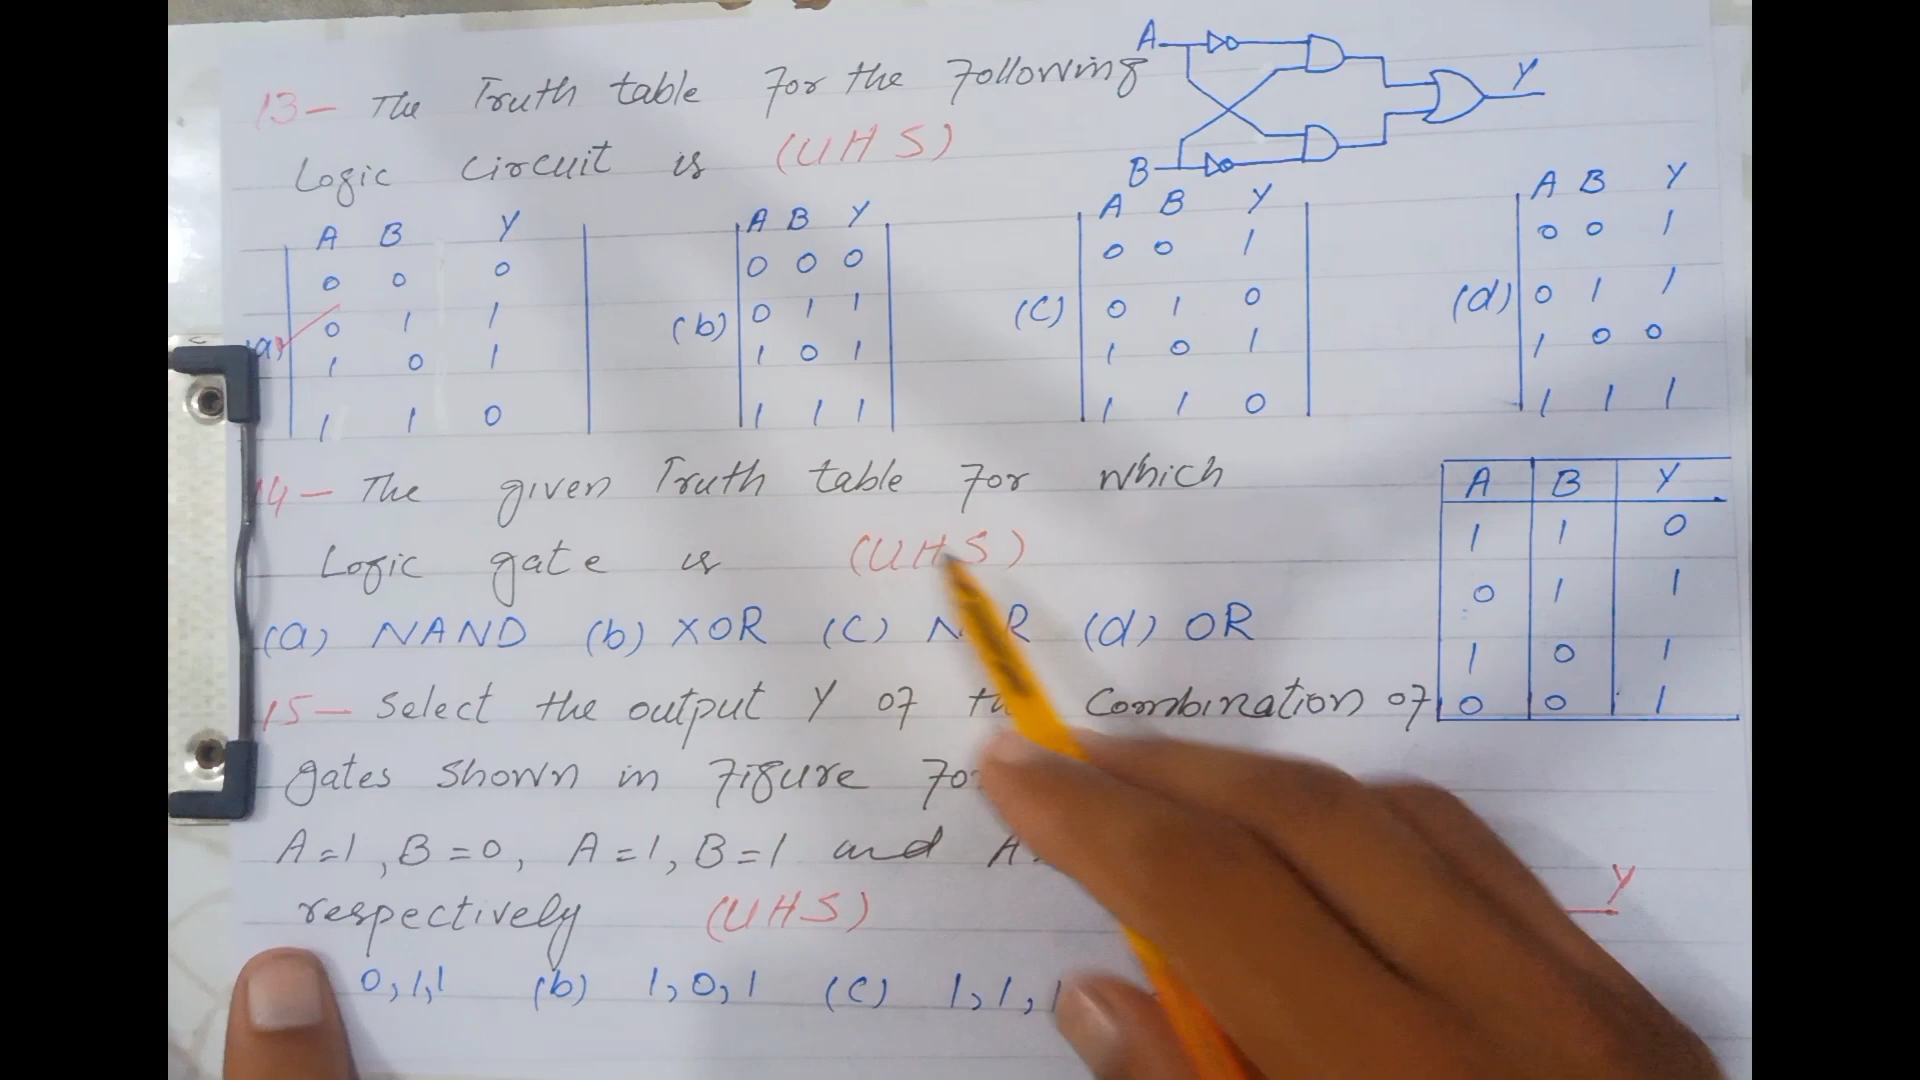 13- The Truth table For the Following
Logic Circuit is (UHS)
A
B
Y
A B Y
0 0 0
0 1 1
1 0 1
1 1 0
(a)
A B Y
0 0 0
0 1 1
1 0 1
1 1 1
(b)
A B Y
0 0 1
0 1 0
1 0 1
1 1 0
(C)
A B Y
0 0 1
0 1 1
1 0 0
1 1 1
(d)
14- The given Truth table For which
Logic gate is (UHS)
(a) NAND (b) XOR (C) (d) OR
A B Y
1 1 0
0 1 1
1 0 1
0 0 1
15- Select the output Y of Combination of
gates shown in Figure
A=1, B=0, A=1, B=1 and A
respectively (UHS)
Y
0,1,1 (b) 1,0,1 (C) 1,1,1